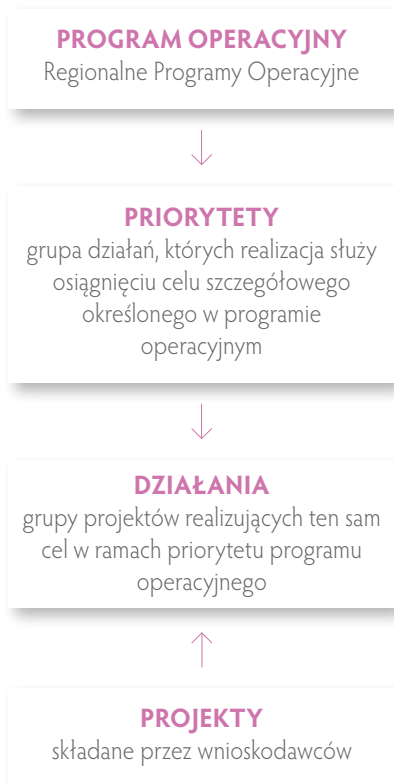 PROGRAM OPERACYJNY
Regionalne Programy Operacyjne
PRIORYTETY
grupa działań, których realizacja służy
osiągnięciu celu szczegółowego
określonego w programie
operacyjnym
DZIAŁANIA
grupy projektów realizujących ten sam
cel w ramach priorytetu programu
operacyjnego
PROJEKTY
składane przez wnioskodawców